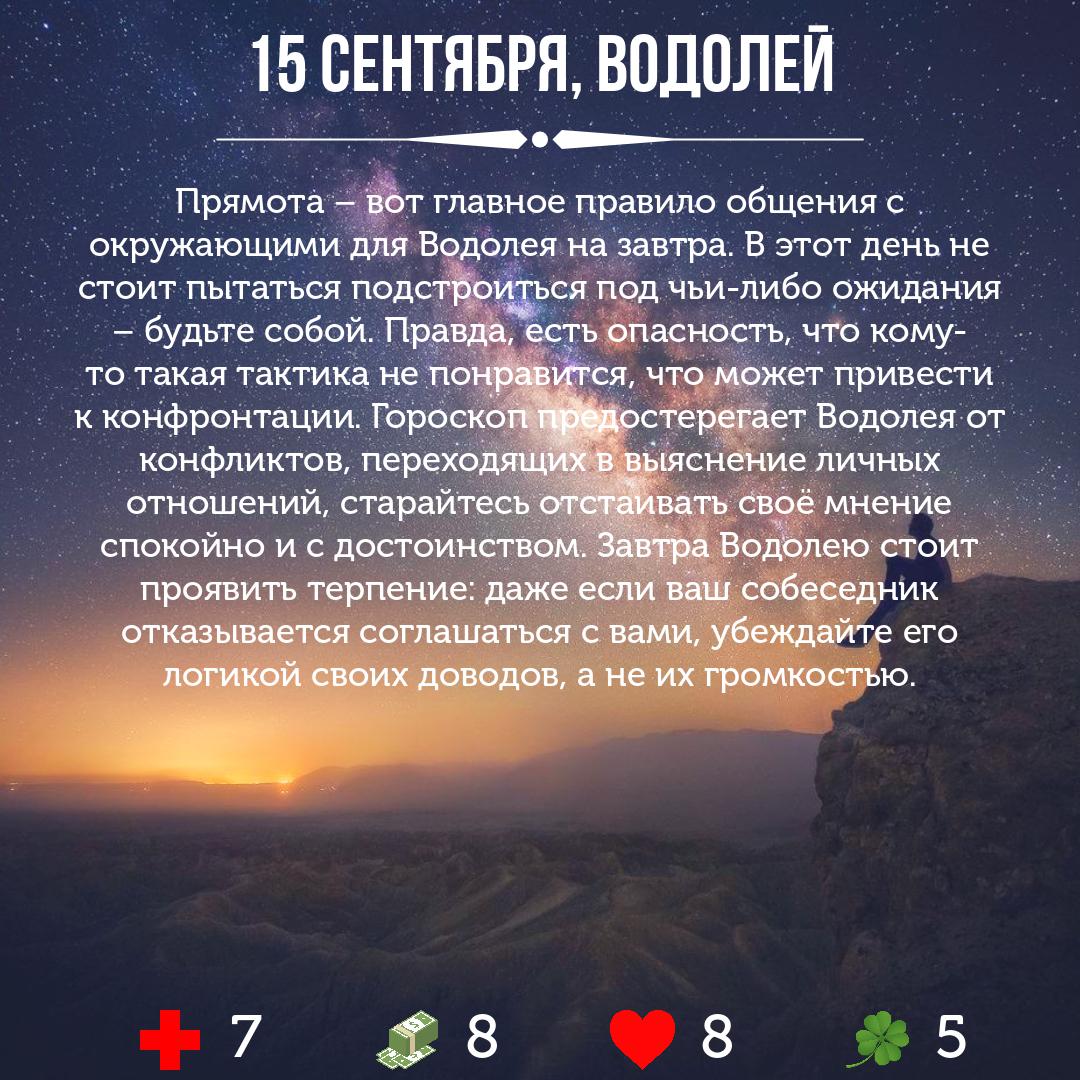 15 СЕНТЯБРЯ, ВОДОЛЕЙ
Прямота – вот главное правило общения с
окружающими для Водолея на завтра. В этот день не
стоит пытаться подстроиться под чьи-либо ожидания
– будьте собой. Правда, есть опасность, что кому-
то такая тактика не понравится, что может привести
к конфронтации. Гороскоп предостерегает Водолея от
конфликтов, переходящих в выяснение личных
отношений, старайтесь отстаивать своё мнение
спокойно и с достоинством. Завтра Водолею стоит
проявить терпение: даже если ваш собеседник
отказывается соглашаться с вами, убеждайте его
логикой своих доводов, а не их громкостью.
7 8 8 5